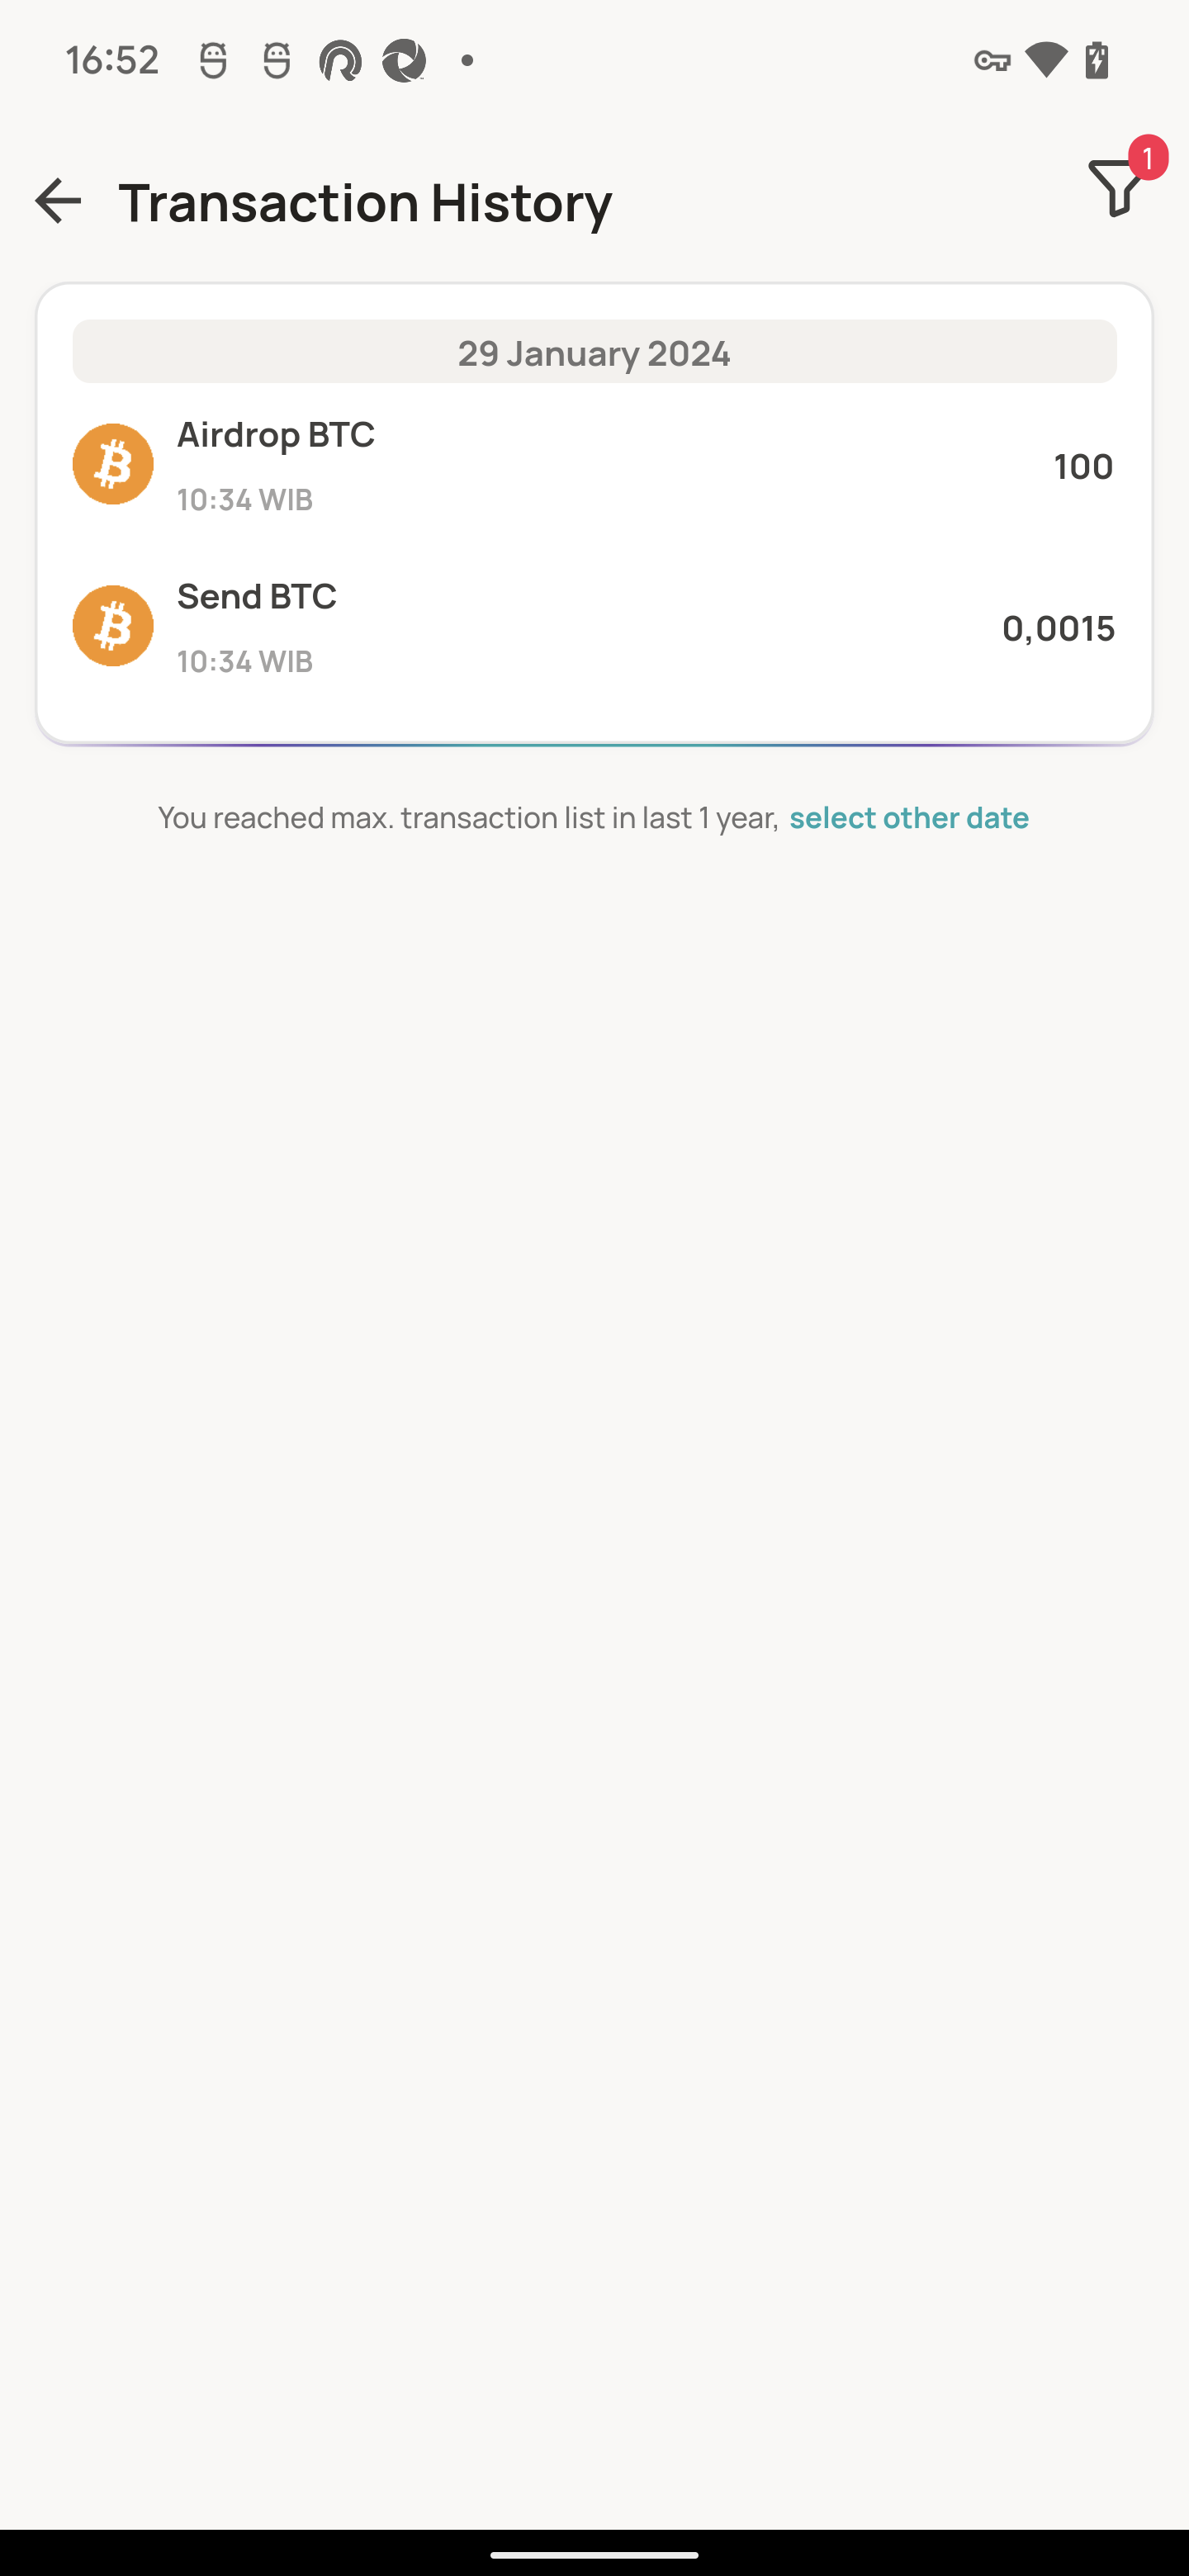 16:52
1
Transaction History
29 January 2024
Airdrop BTC
10:34 WIB
100
Send BTC
10:34 WIB
0,0015
You reached max. transaction list in last 1 year, select other date